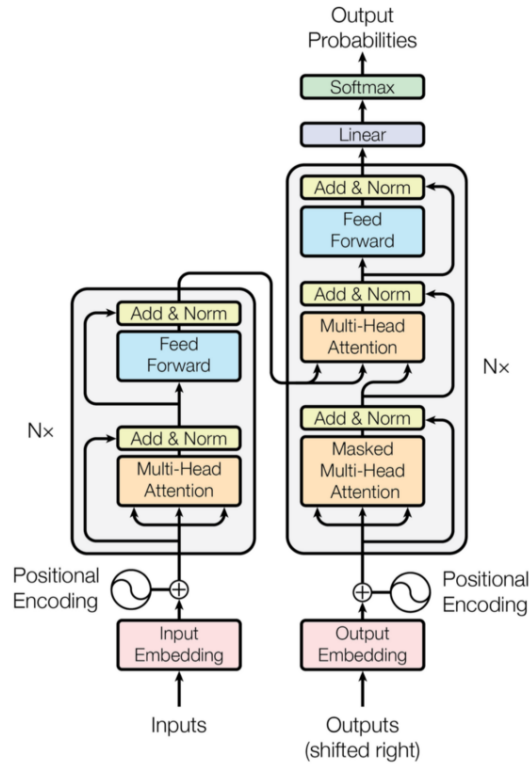 Output
Probabilities
Softmax
Linear
Add & Norm
Feed
Forward
Add & Norm
Multi-Head
Attention
Add & Norm
Masked
Multi-Head
Attention
N×
Add & Norm
Feed
Forward
Add & Norm
Multi-Head
Attention
N×
Positional
Encoding
Positional
Encoding
Input
Embedding
Output
Embedding
Inputs
Outputs
(shifted right)